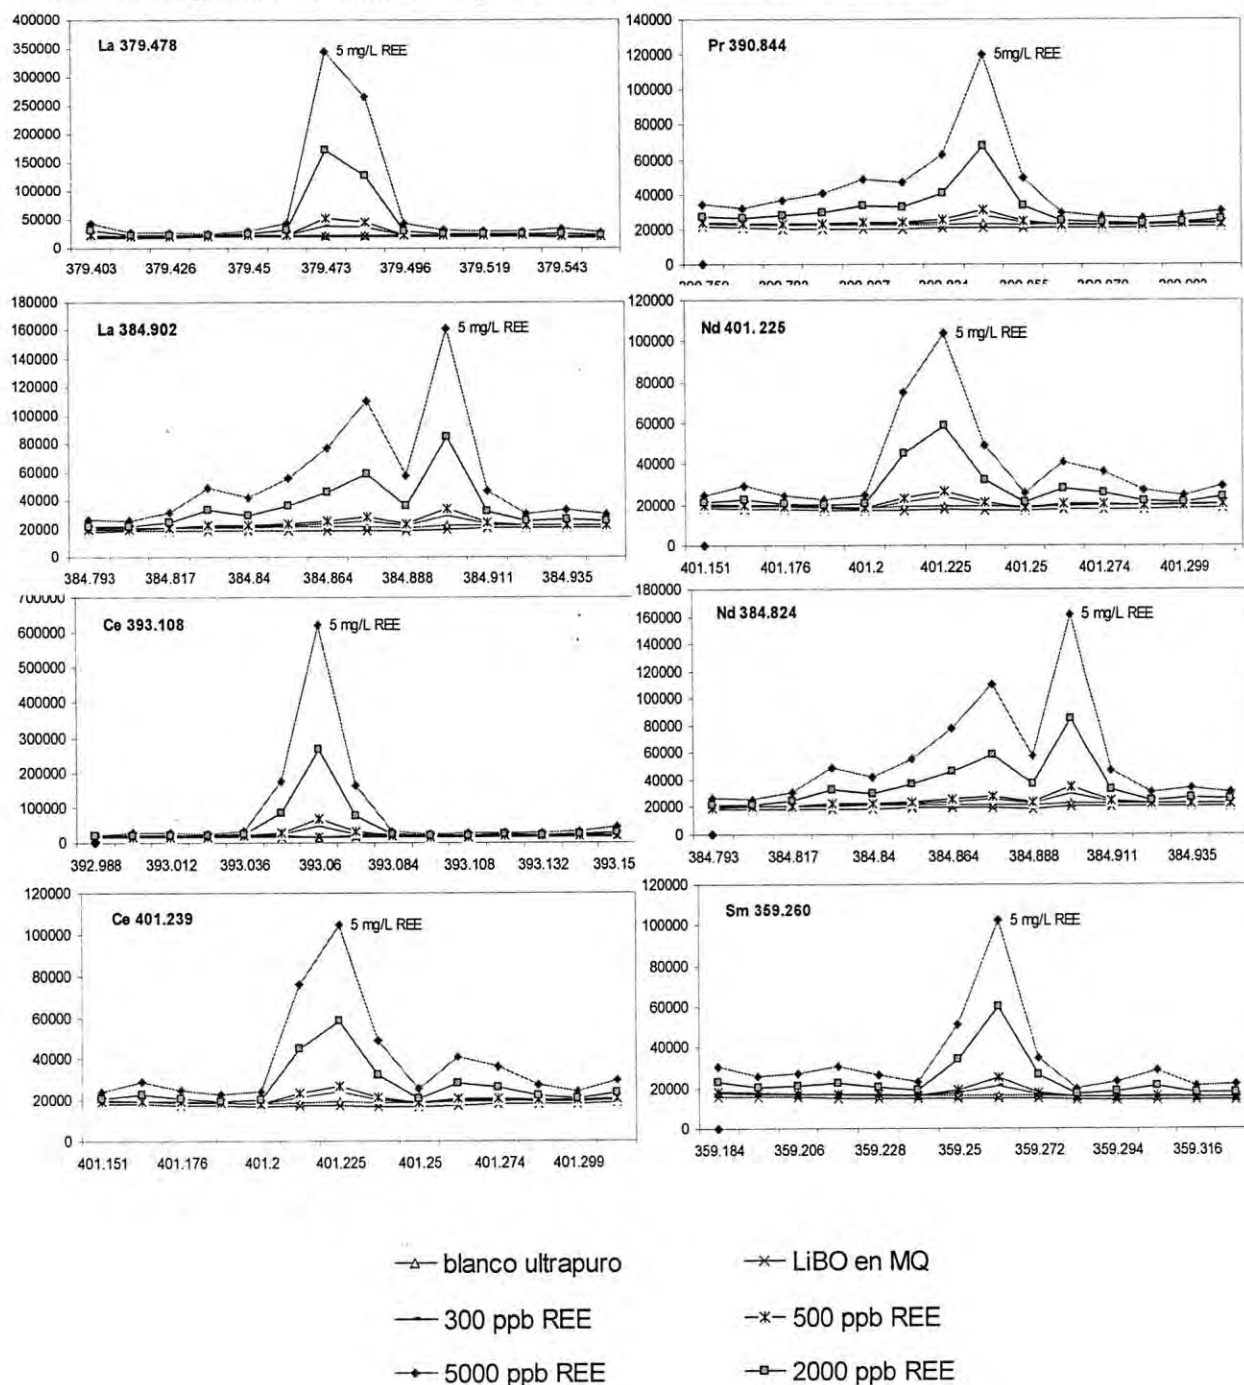 La 379.478
5 mg/L REE
400000
350000
300000
250000
200000
150000
100000
50000
0
379.403 379.426 379.45 379.473 379.496 379.519 379.543
Pr 390.844
5mg/L REE
140000
120000
100000
80000
60000
40000
20000
0
La 384.902
5 mg/L REE
180000
160000
140000
120000
100000
80000
60000
40000
20000
0
384.793 384.817 384.84 384.864 384.888 384.911 384.935
Nd 401.225
5 mg/L REE
120000
100000
80000
60000
40000
20000
0
401.151 401.176 401.2 401.225 401.25 401.274 401.299
Ce 393.108
5 mg/L REE
700000
600000
500000
400000
300000
200000
100000
0
392.988 393.012 393.036 393.06 393.084 393.108 393.132 393.15
Nd 384.824
5 mg/L REE
180000
160000
140000
120000
100000
80000
60000
40000
20000
0
384.793 384.817 384.84 384.864 384.888 384.911 384.935
Ce 401.239
5 mg/L REE
120000
100000
80000
60000
40000
20000
0
401.151 401.176 401.2 401.225 401.25 401.274 401.299
Sm 359.260
5 mg/L REE
120000
100000
80000
60000
40000
20000
0
359.184 359.206 359.228 359.25 359.272 359.294 359.316
blanco ultrapuro
LiBO en MQ
300 ppb REE
500 ppb REE
5000 ppb REE
2000 ppb REE